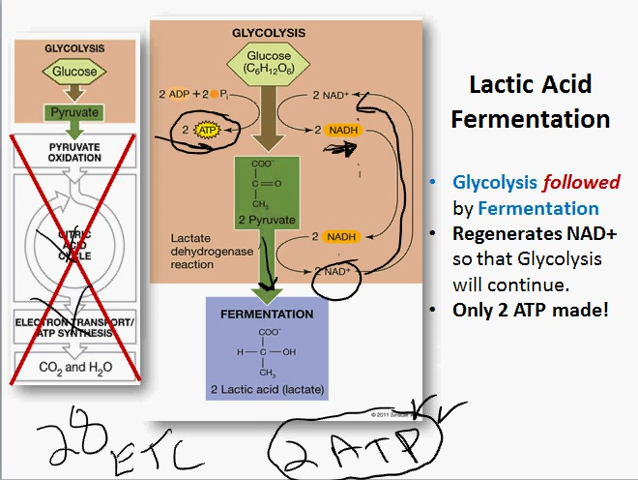 GLYCOLYSIS
Glucose
Pyruvate
PYRUVATE
OXIDATION
CITRIC
ACID
CYCLE
ELECTRON TRANSPORT/
ATP SYNTHESIS
CO2 and H2O
GLYCOLYSIS
Glucose
(C6H12O6)
2 ADP + 2 Pi
2 NAD+
2 ATP
2 NADH
COO-
C=O
CH3
2 Pyruvate
2 NADH
Lactate
dehydrogenase
reaction
2 NAD+
FERMENTATION
COO-
H-C-OH
CH3
2 Lactic acid (lactate)
© 2011
Lactic Acid
Fermentation
• Glycolysis followed
by Fermentation
• Regenerates NAD+
so that Glycolysis
will continue.
• Only 2 ATP made!
28
ETC
2 ATP